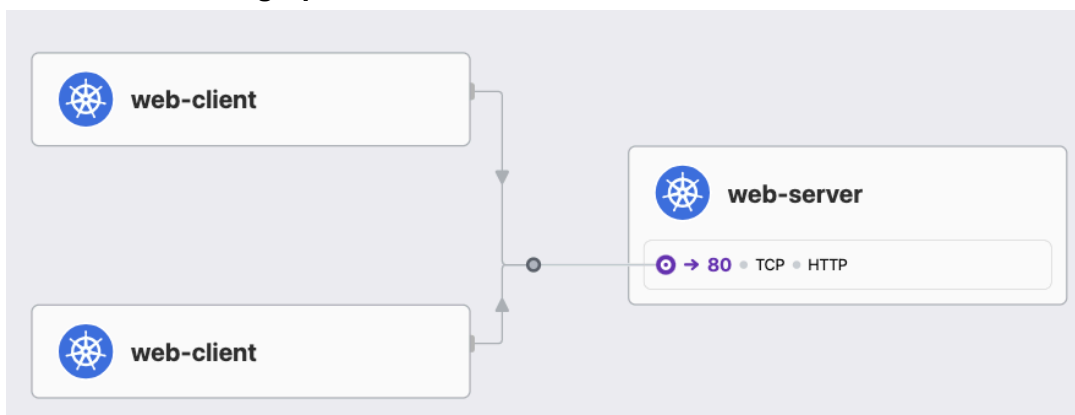 web-client
web-server
→ 80 • TCP • HTTP
web-client